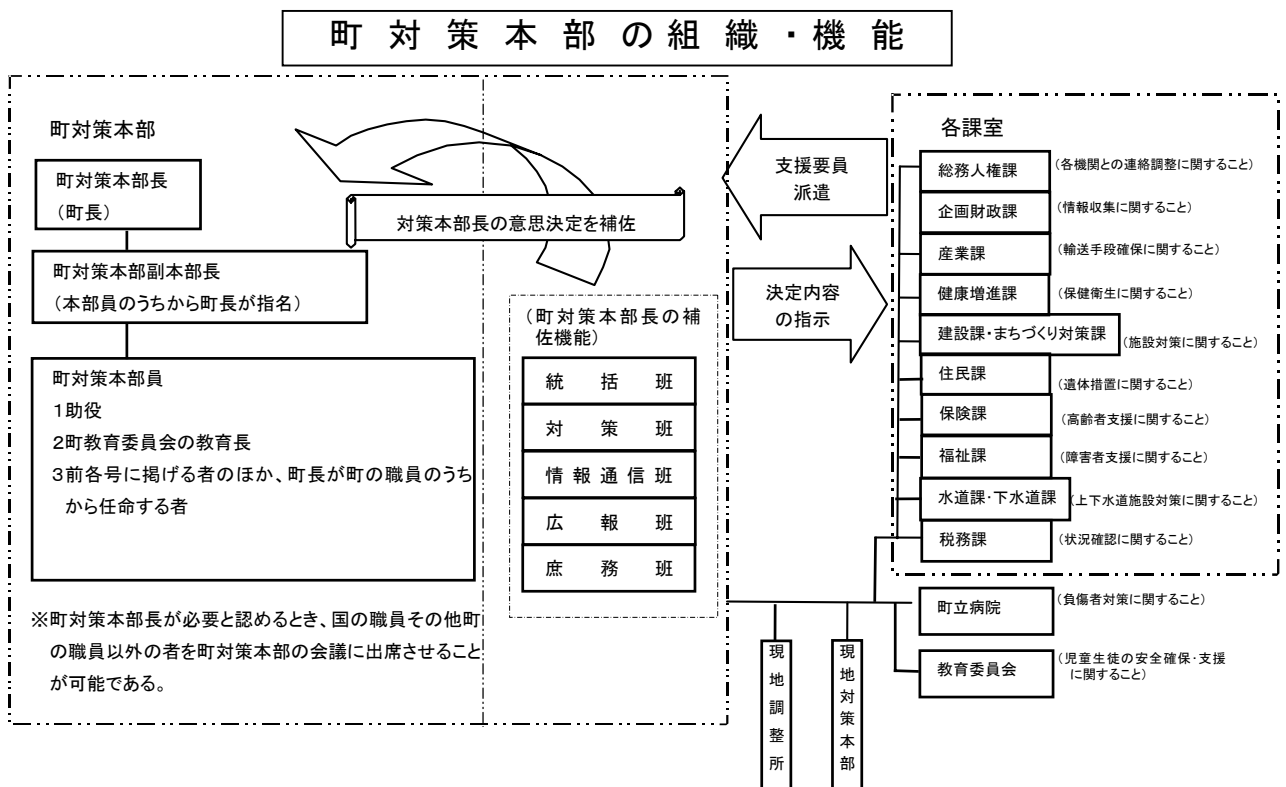 町対策本部の組織・機能
町対策本部
町対策本部長
(町長)
町対策本部副本部長
(本部員のうちから町長が指名)
町対策本部員
1助役
2町教育委員会の教育長
3前各号に掲げる者のほか、町長が町の職員のうち
から任命する者
※町対策本部長が必要と認めるとき、国の職員その他町
の職員以外の者を町対策本部の会議に出席させること
が可能である。
対策本部長の意思決定を補佐
(町対策本部長の補
佐機能)
統括班
対策班
情報通信班
広報班
庶務班
支援要員
派遣
決定内容
の指示
各課室
総務人権課
(各機関との連絡調整に関すること)
企画財政課
(情報収集に関すること)
産業課
(輸送手段確保に関すること)
健康増進課
(保健衛生に関すること)
建設課・まちづくり対策課
(施設対策に関すること)
住民課
(遺体措置に関すること)
保険課
(高齢者支援に関すること)
福祉課
(障害者支援に関すること)
水道課・下水道課
(上下水道施設対策に関すること)
税務課
(状況確認に関すること)
町立病院
(負傷者対策に関すること)
教育委員会
(児童生徒の安全確保・支援
に関すること)
現地調整所
現地対策本部